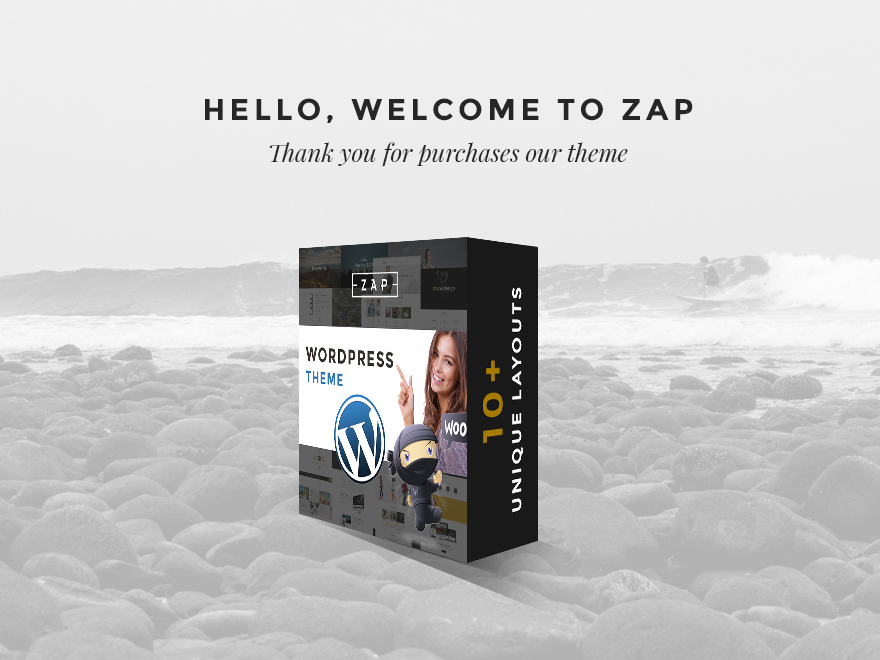 HELLO, WELCOME TO ZAP
Thank you for purchases our theme
ZAP
WORDPRESS
THEME
W
WOO
10+
UNIQUE LAYOUTS